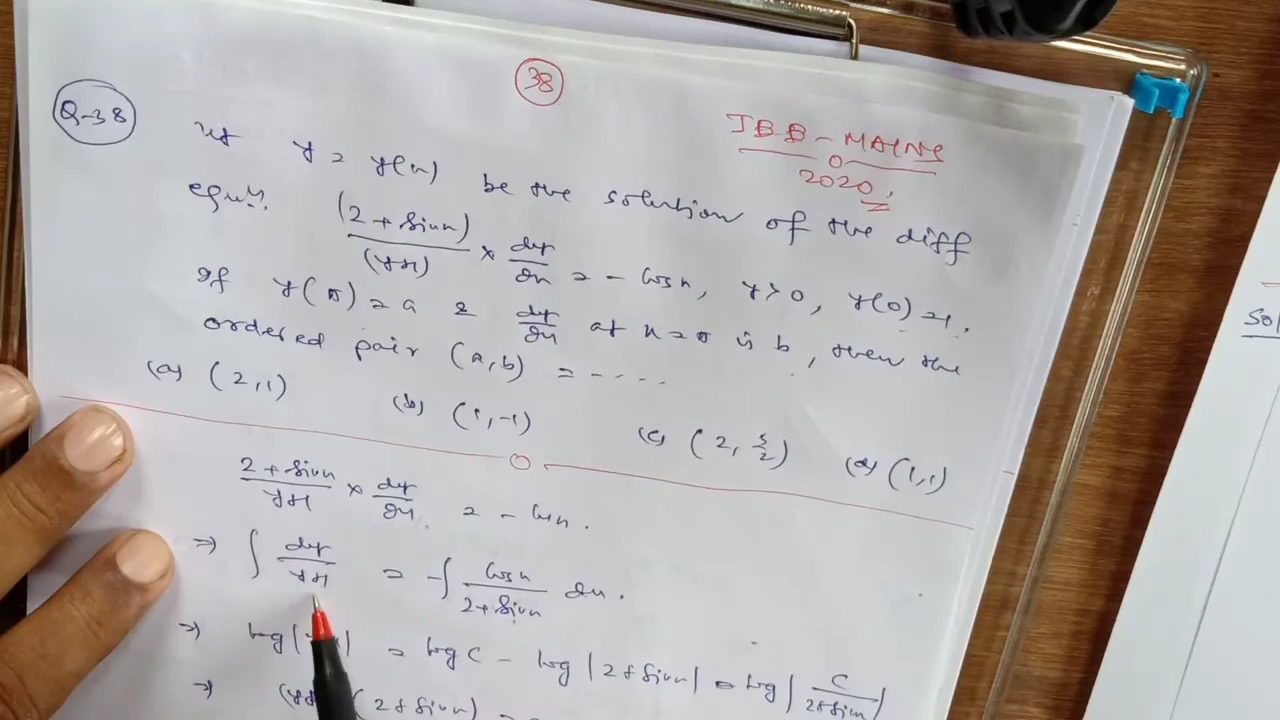 38
Q-38
JEE-MAINS
2020,
If y = y(x) be the solution of the diff
equn. (2+sinx)/(y+1) × dy/dx = - cosx, y>0, y(0)=1.
If y(π)=a & dy/dx at x=π is b, then the
ordered pair (a,b) = ----
(a) (2,1) (b) (1,-1) (c) (2, 3/2) (d) (1,1)
(2+sinx)/(y+1) × dy/dx = - cosx.
⇒ ∫ dy/(y+1) = -∫ cosx/(2+sinx) dx.
⇒ log| = log C - log|2+sinx| = log| C/(2+sinx) |
⇒ (2+sinx) =
Sol